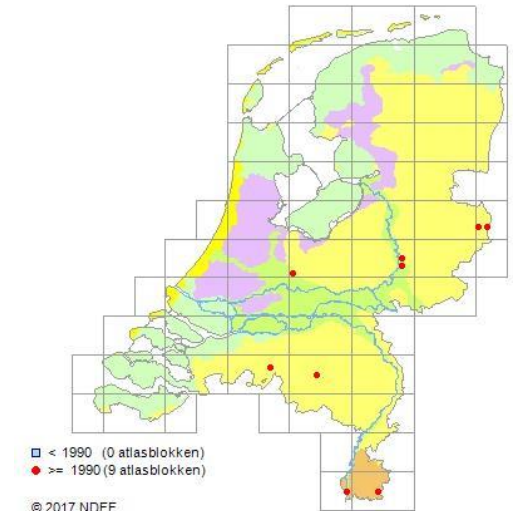 < 1990 (0 atlasblokken)
>= 1990 (9 atlasblokken)
© 2017 NDFF